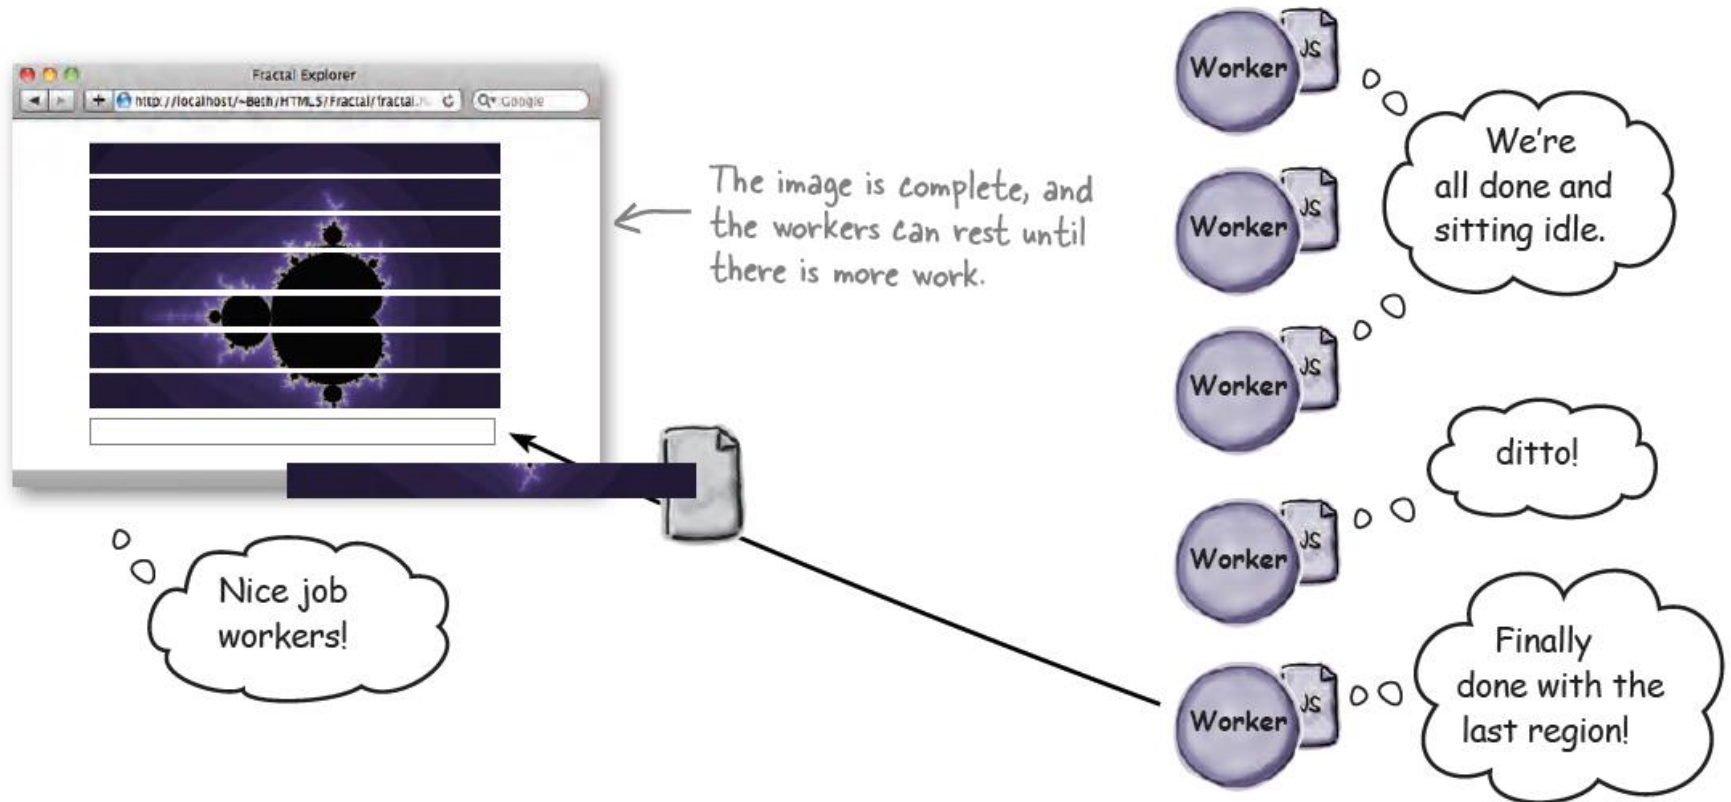 Fractal Explorer
http://localhost/~Beth/HTML5/Fractal/fractal.
Google
The image is complete, and
the workers can rest until
there is more work.
Nice job
workers!
Worker
JS
We're
all done and
sitting idle.
Worker
JS
Worker
JS
ditto!
Worker
JS
Finally
done with the
last region!
Worker
JS